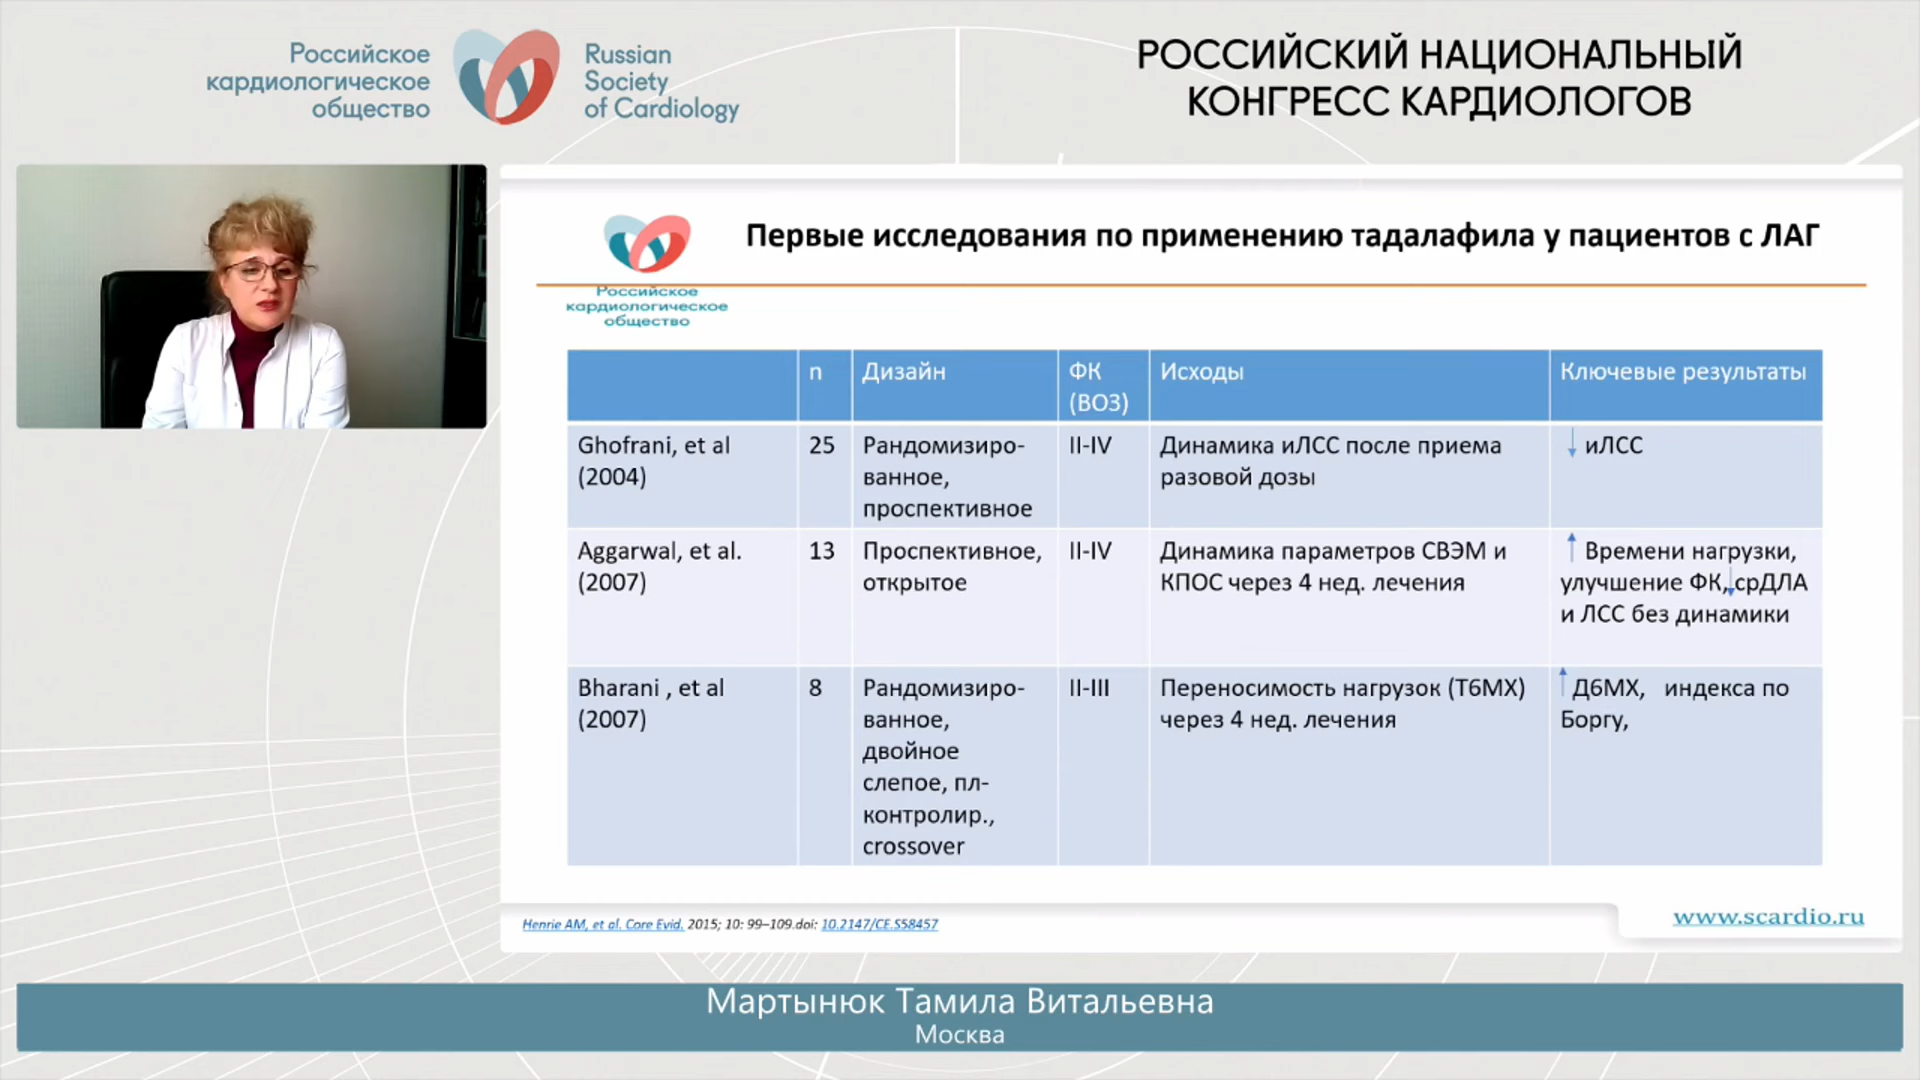 Российское
кардиологическое
общество
Russian
Society
of Cardiology
РОССИЙСКИЙ НАЦИОНАЛЬНЫЙ
КОНГРЕСС КАРДИОЛОГОВ
Российское
кардиологическое
общество
Первые исследования по применению тадалафила у пациентов с ЛАГ
n
Дизайн
ФК
(ВОЗ)
Исходы
Ключевые результаты
Ghofrani, et al
(2004)
25
Рандомизиро-
ванное,
проспективное
II-IV
Динамика иЛСС после приема
разовой дозы
↓ иЛСС
Aggarwal, et al.
(2007)
13
Проспективное,
открытое
II-IV
Динамика параметров СВЭМ и
КПОС через 4 нед. лечения
↑ Времени нагрузки,
улучшение ФК,↓срДЛА
и ЛСС без динамики
Bharani , et al
(2007)
8
Рандомизиро-
ванное,
двойное
слепое, пл-
контролир.,
crossover
II-III
Переносимость нагрузок (Т6МХ)
через 4 нед. лечения
↑ Д6МХ, индекса по
Боргу,
Henrie AM, et al. Core Evid. 2015; 10: 99–109.doi: 10.2147/CE.S58457
www.scardio.ru
Мартынюк Тамила Витальевна
Москва